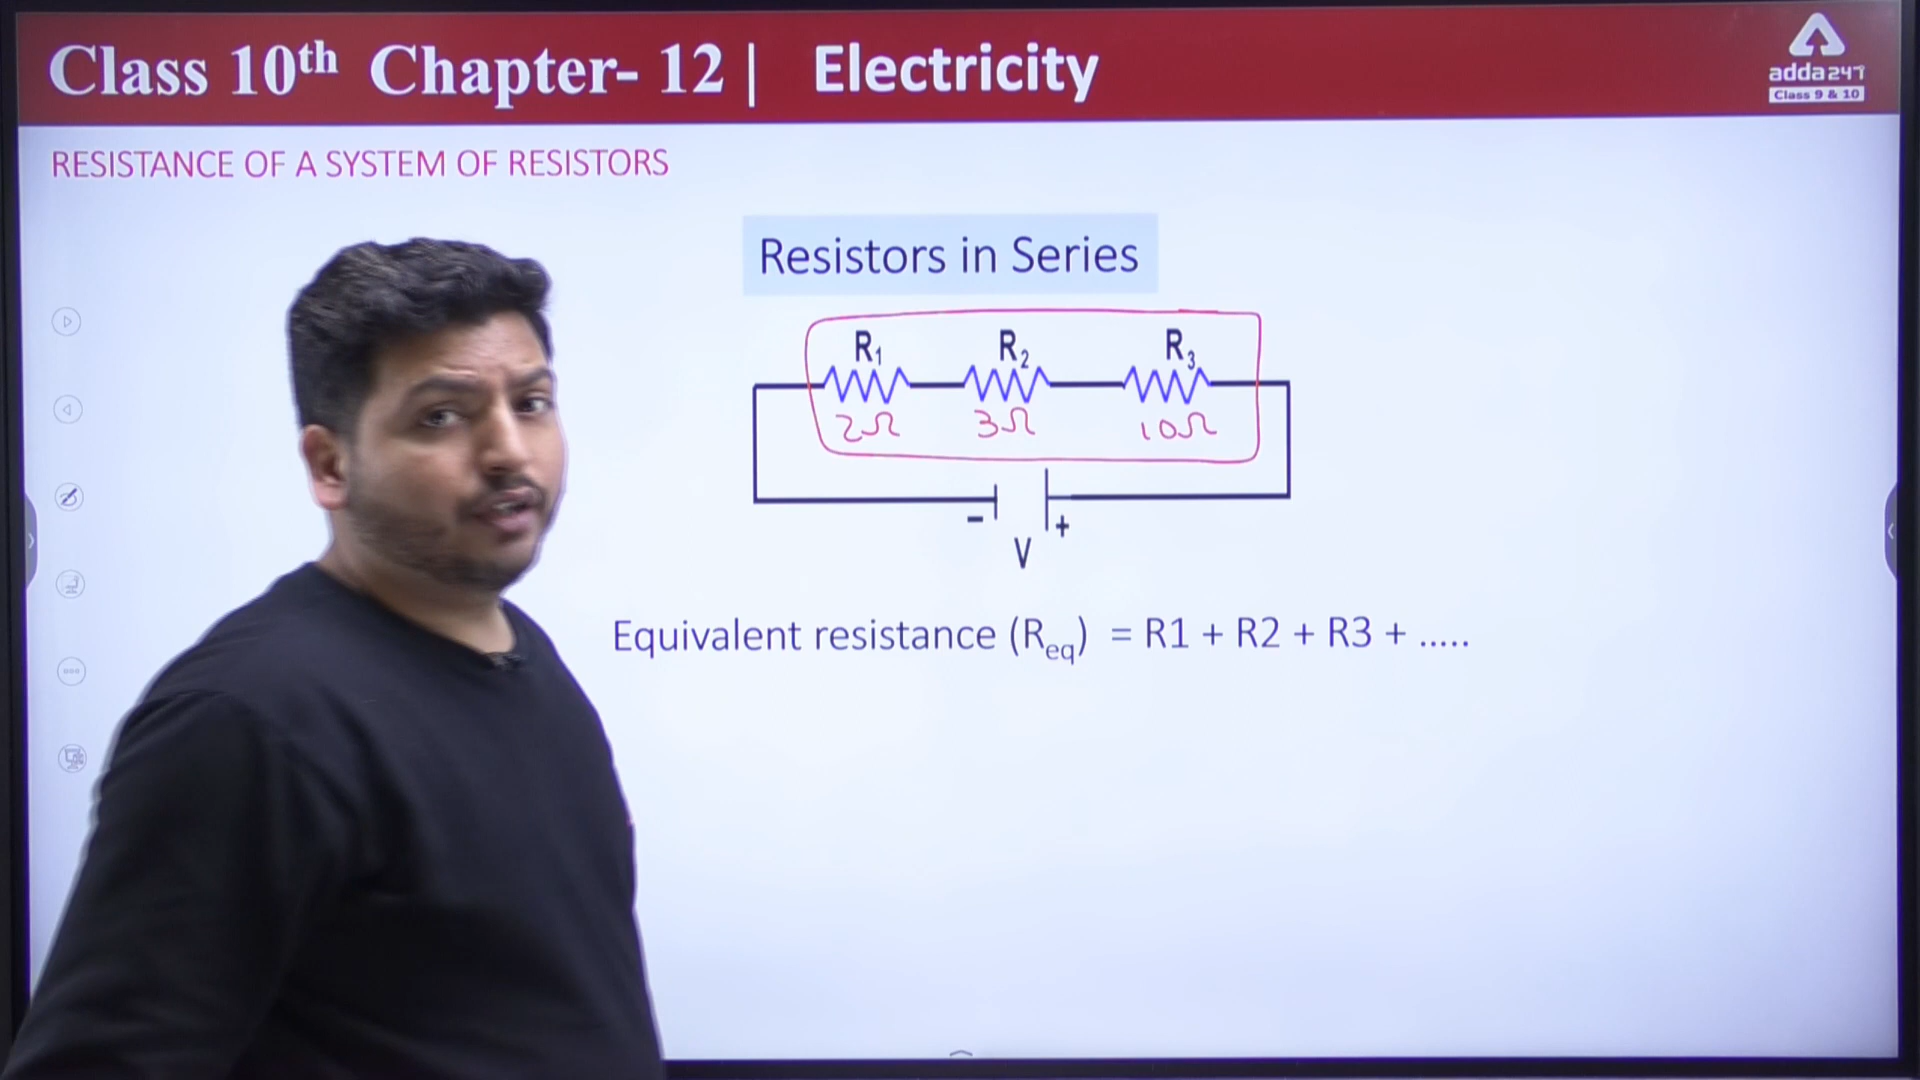 Class 10th Chapter- 12 | Electricity
adda247
Class 9 & 10
RESISTANCE OF A SYSTEM OF RESISTORS
Resistors in Series
R1 R2 R3
2Ω 3Ω 10Ω
- +
V
Equivalent resistance (Req) = R1 + R2 + R3 + .....